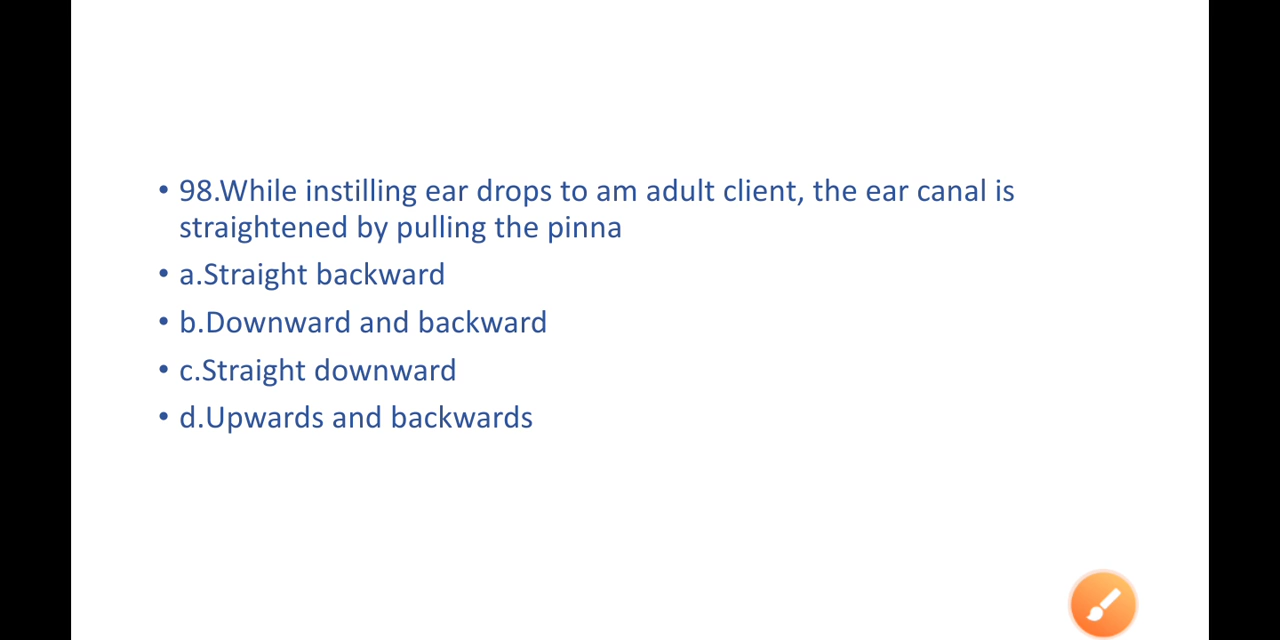 • 98.While instilling ear drops to am adult client, the ear canal is
straightened by pulling the pinna
• a.Straight backward
• b.Downward and backward
• c.Straight downward
• d.Upwards and backwards